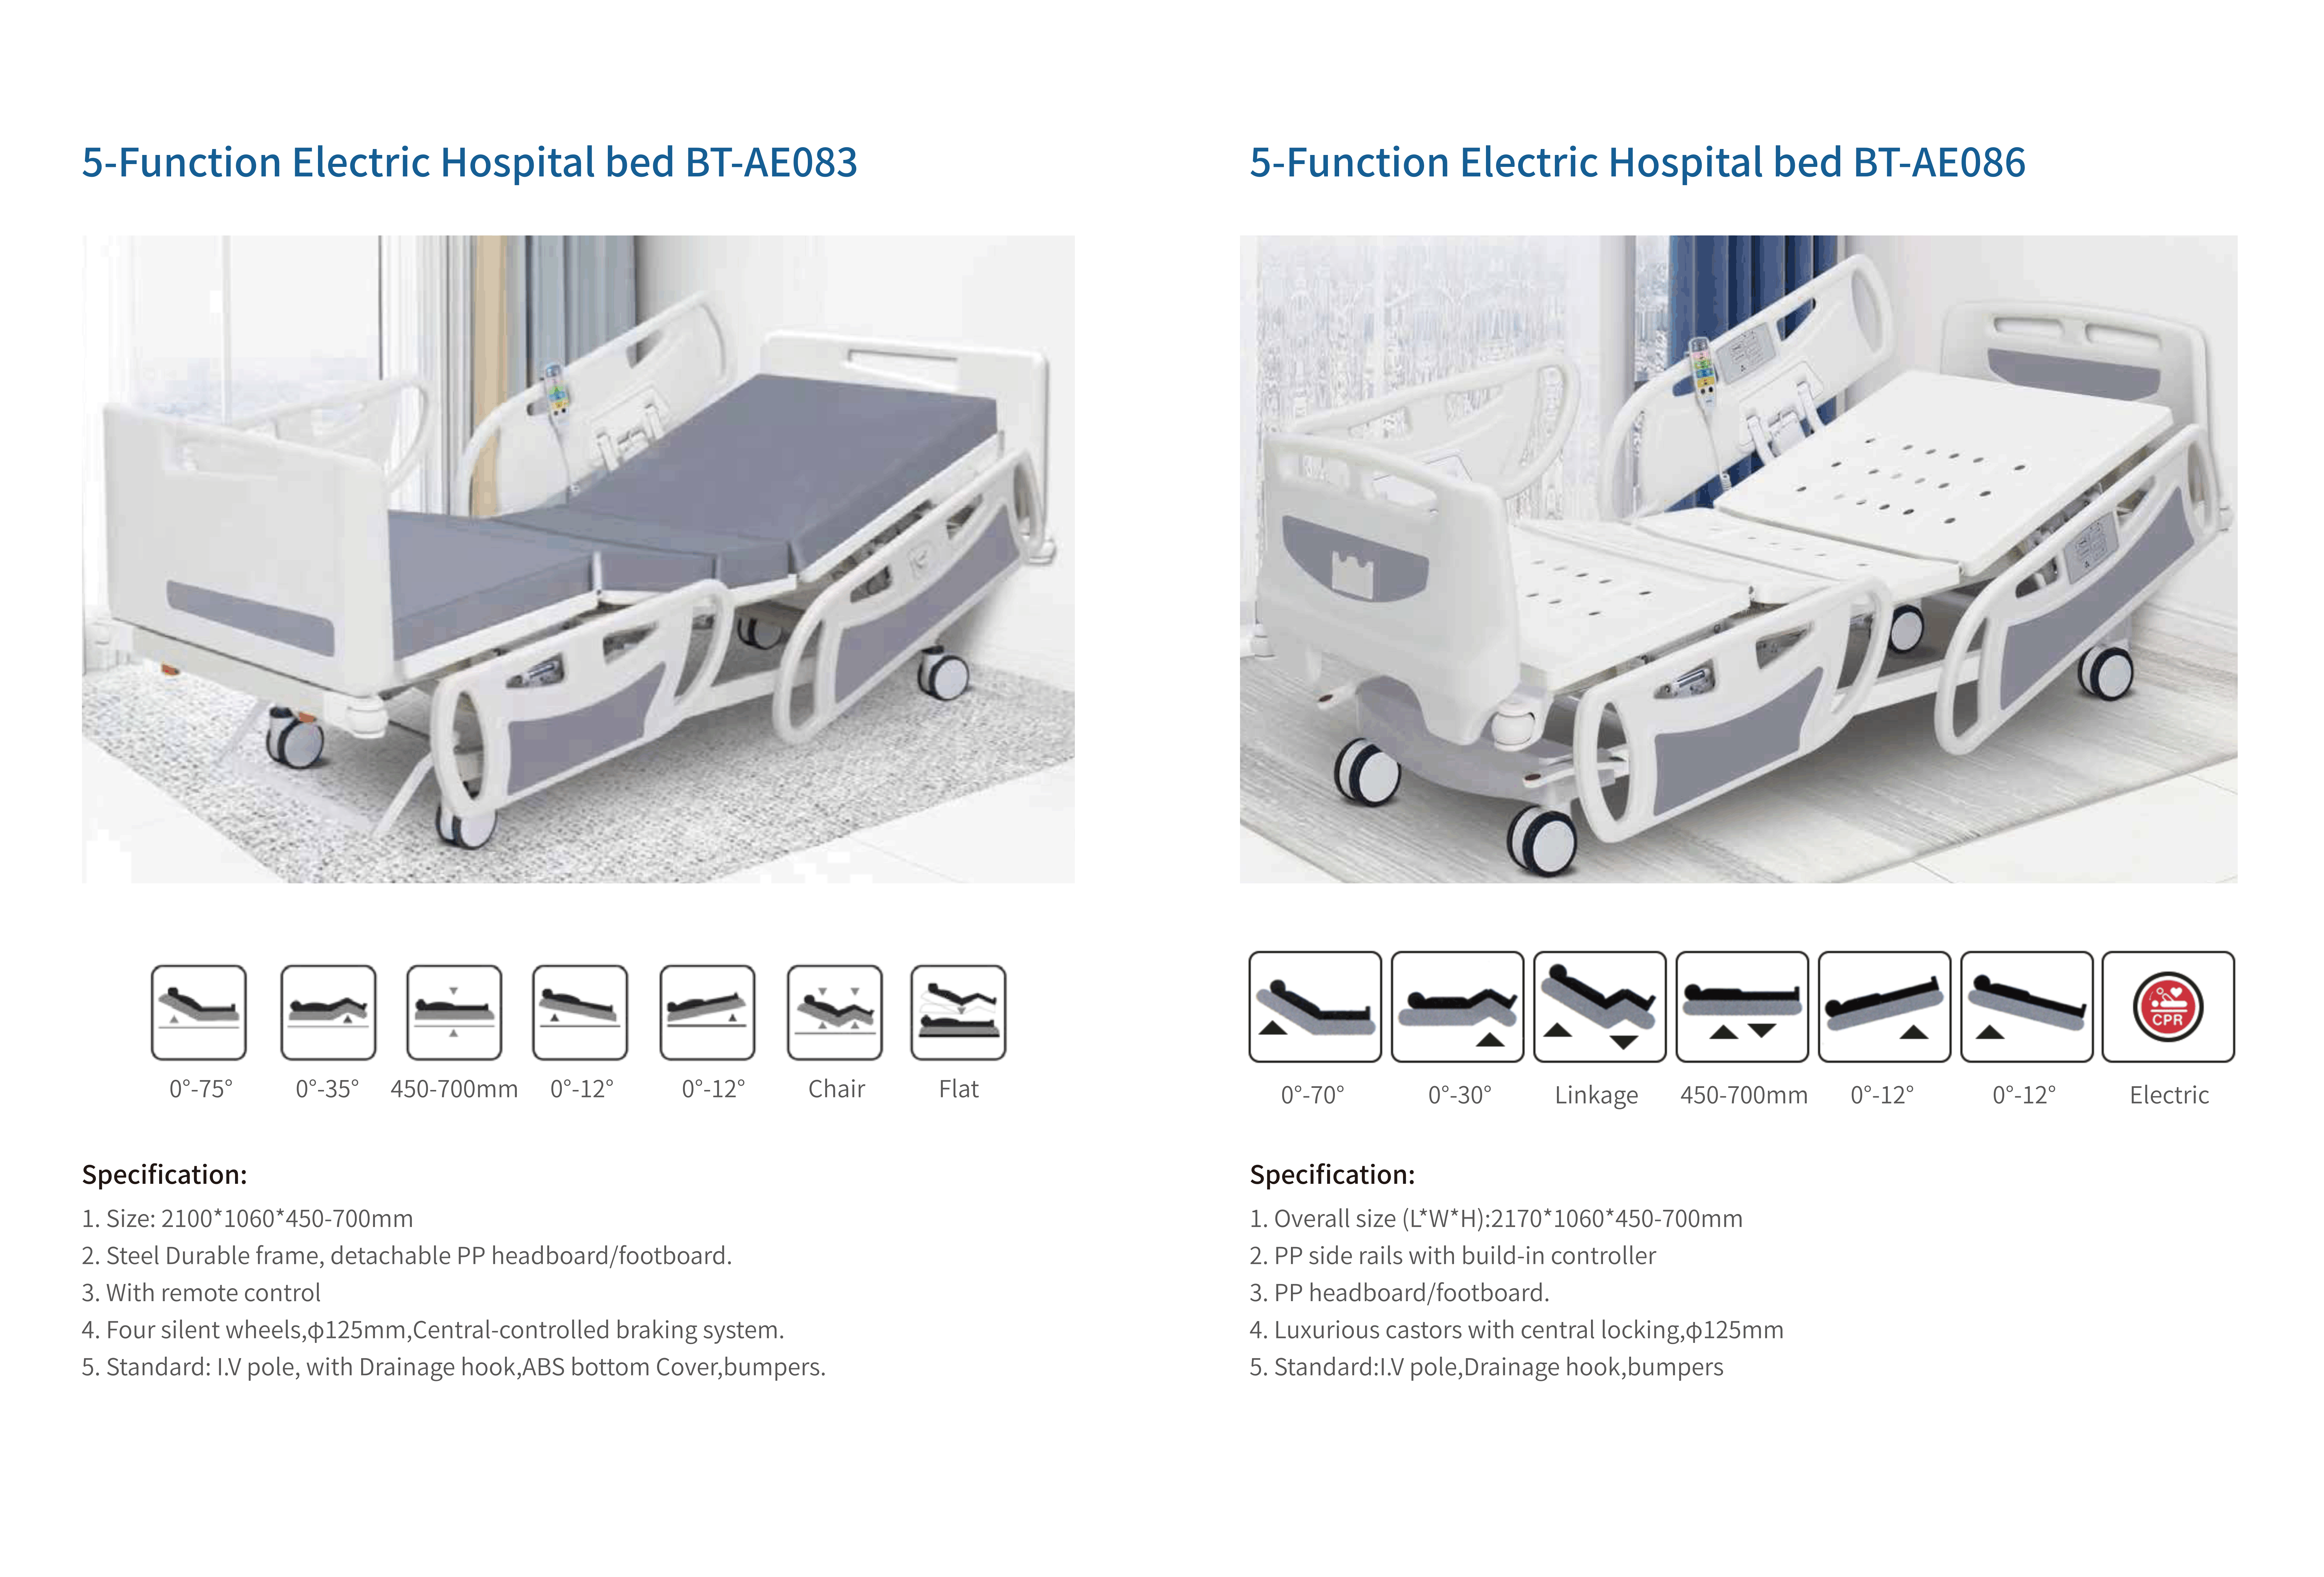 5-Function Electric Hospital bed BT-AE083
0°-75° 0°-35° 450-700mm 0°-12° 0°-12° Chair Flat
Specification:
1. Size: 2100*1060*450-700mm
2. Steel Durable frame, detachable PP headboard/footboard.
3. With remote control
4. Four silent wheels,φ125mm,Central-controlled braking system.
5. Standard: I.V pole, with Drainage hook,ABS bottom Cover,bumpers.
5-Function Electric Hospital bed BT-AE086
CPR
0°-70° 0°-30° Linkage 450-700mm 0°-12° 0°-12° Electric
Specification:
1. Overall size (L*W*H):2170*1060*450-700mm
2. PP side rails with build-in controller
3. PP headboard/footboard.
4. Luxurious castors with central locking,φ125mm
5. Standard:I.V pole,Drainage hook,bumpers